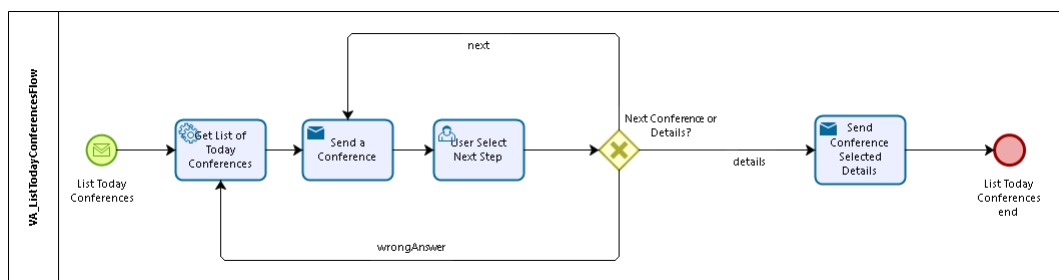 VA_ListTodayConferencesFlow
next
List Today
Conferences
Get List of
Today
Conferences
Send a
Conference
User Select
Next Step
Next Conference or
Details?
details
Send
Conference
Selected
Details
List Today
Conferences
end
wrongAnswer